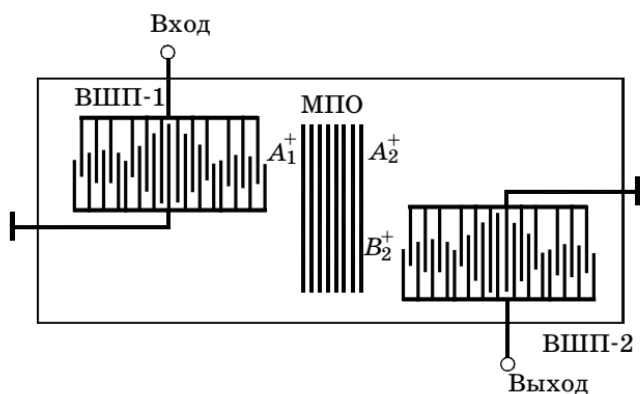 Вход
ВШП-1
МПО
A₁⁺
A₂⁺
B₂⁺
ВШП-2
Выход